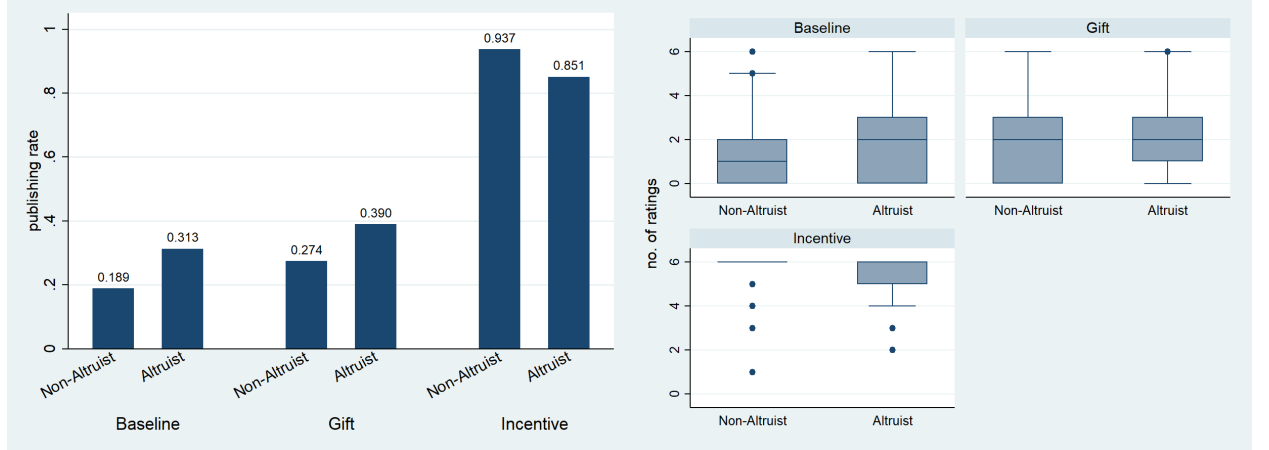 publishing rate
1
.8
.6
.4
.2
0
0.189
0.313
0.274
0.390
0.937
0.851
Non-Altruist Altruist Non-Altruist Altruist Non-Altruist Altruist
Baseline Gift Incentive
no. of ratings
Baseline Gift
6
4
2
0
Non-Altruist Altruist Non-Altruist Altruist
Incentive
6
4
2
0
Non-Altruist Altruist